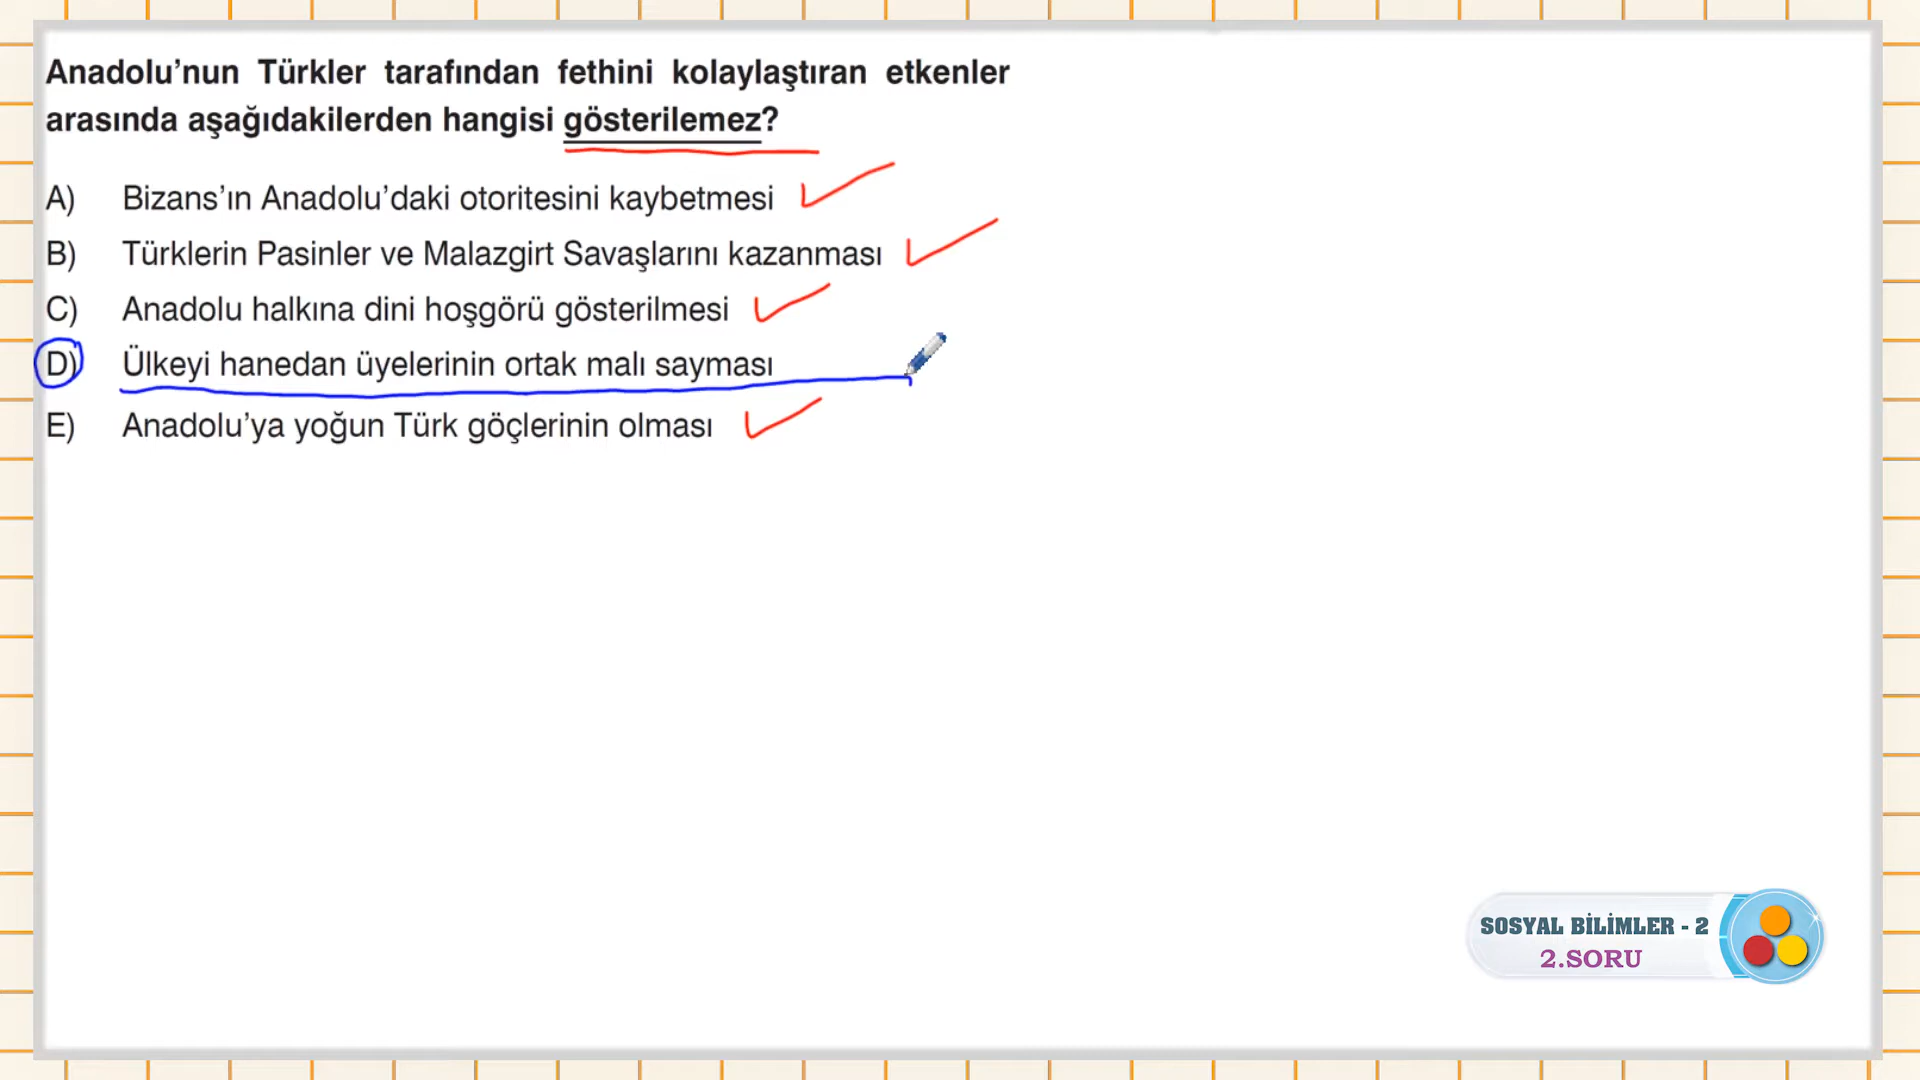 Anadolu’nun Türkler tarafından fethini kolaylaştıran etkenler
arasında aşağıdakilerden hangisi gösterilemez?
A) Bizans’ın Anadolu’daki otoritesini kaybetmesi
B) Türklerin Pasinler ve Malazgirt Savaşlarını kazanması
C) Anadolu halkına dini hoşgörü gösterilmesi
D) Ülkeyi hanedan üyelerinin ortak malı sayması
E) Anadolu’ya yoğun Türk göçlerinin olması
SOSYAL BİLİMLER - 2
2.SORU